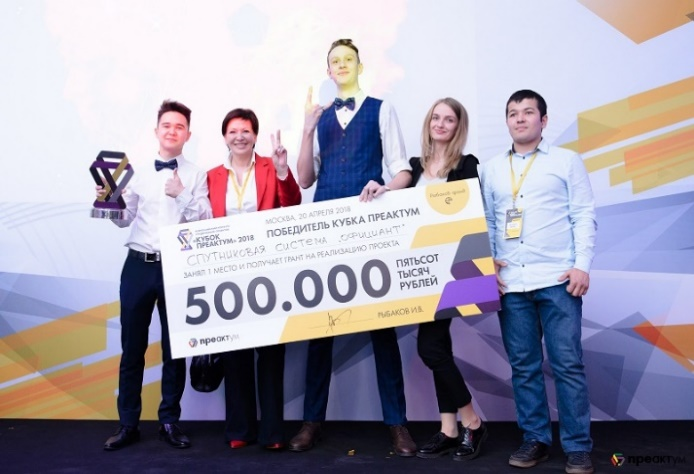 «КУБОК
ПРЕАКТУМ» 2018
МОСКВА, 20 АПРЕЛЯ 2018
ПОБЕДИТЕЛЬ КУБКА ПРЕАКТУМ
СПУТНИКОВАЯ СИСТЕМА „ОФИЦИАНТ"
ЗАНЯЛ 1 МЕСТО И ПОЛУЧАЕТ ГРАНТ НА РЕАЛИЗАЦИЮ ПРОЕКТА
500.000
ПЯТЬСОТ
ТЫСЯЧ
РУБЛЕЙ
РЫБАКОВ И.В.
преактум
преактум